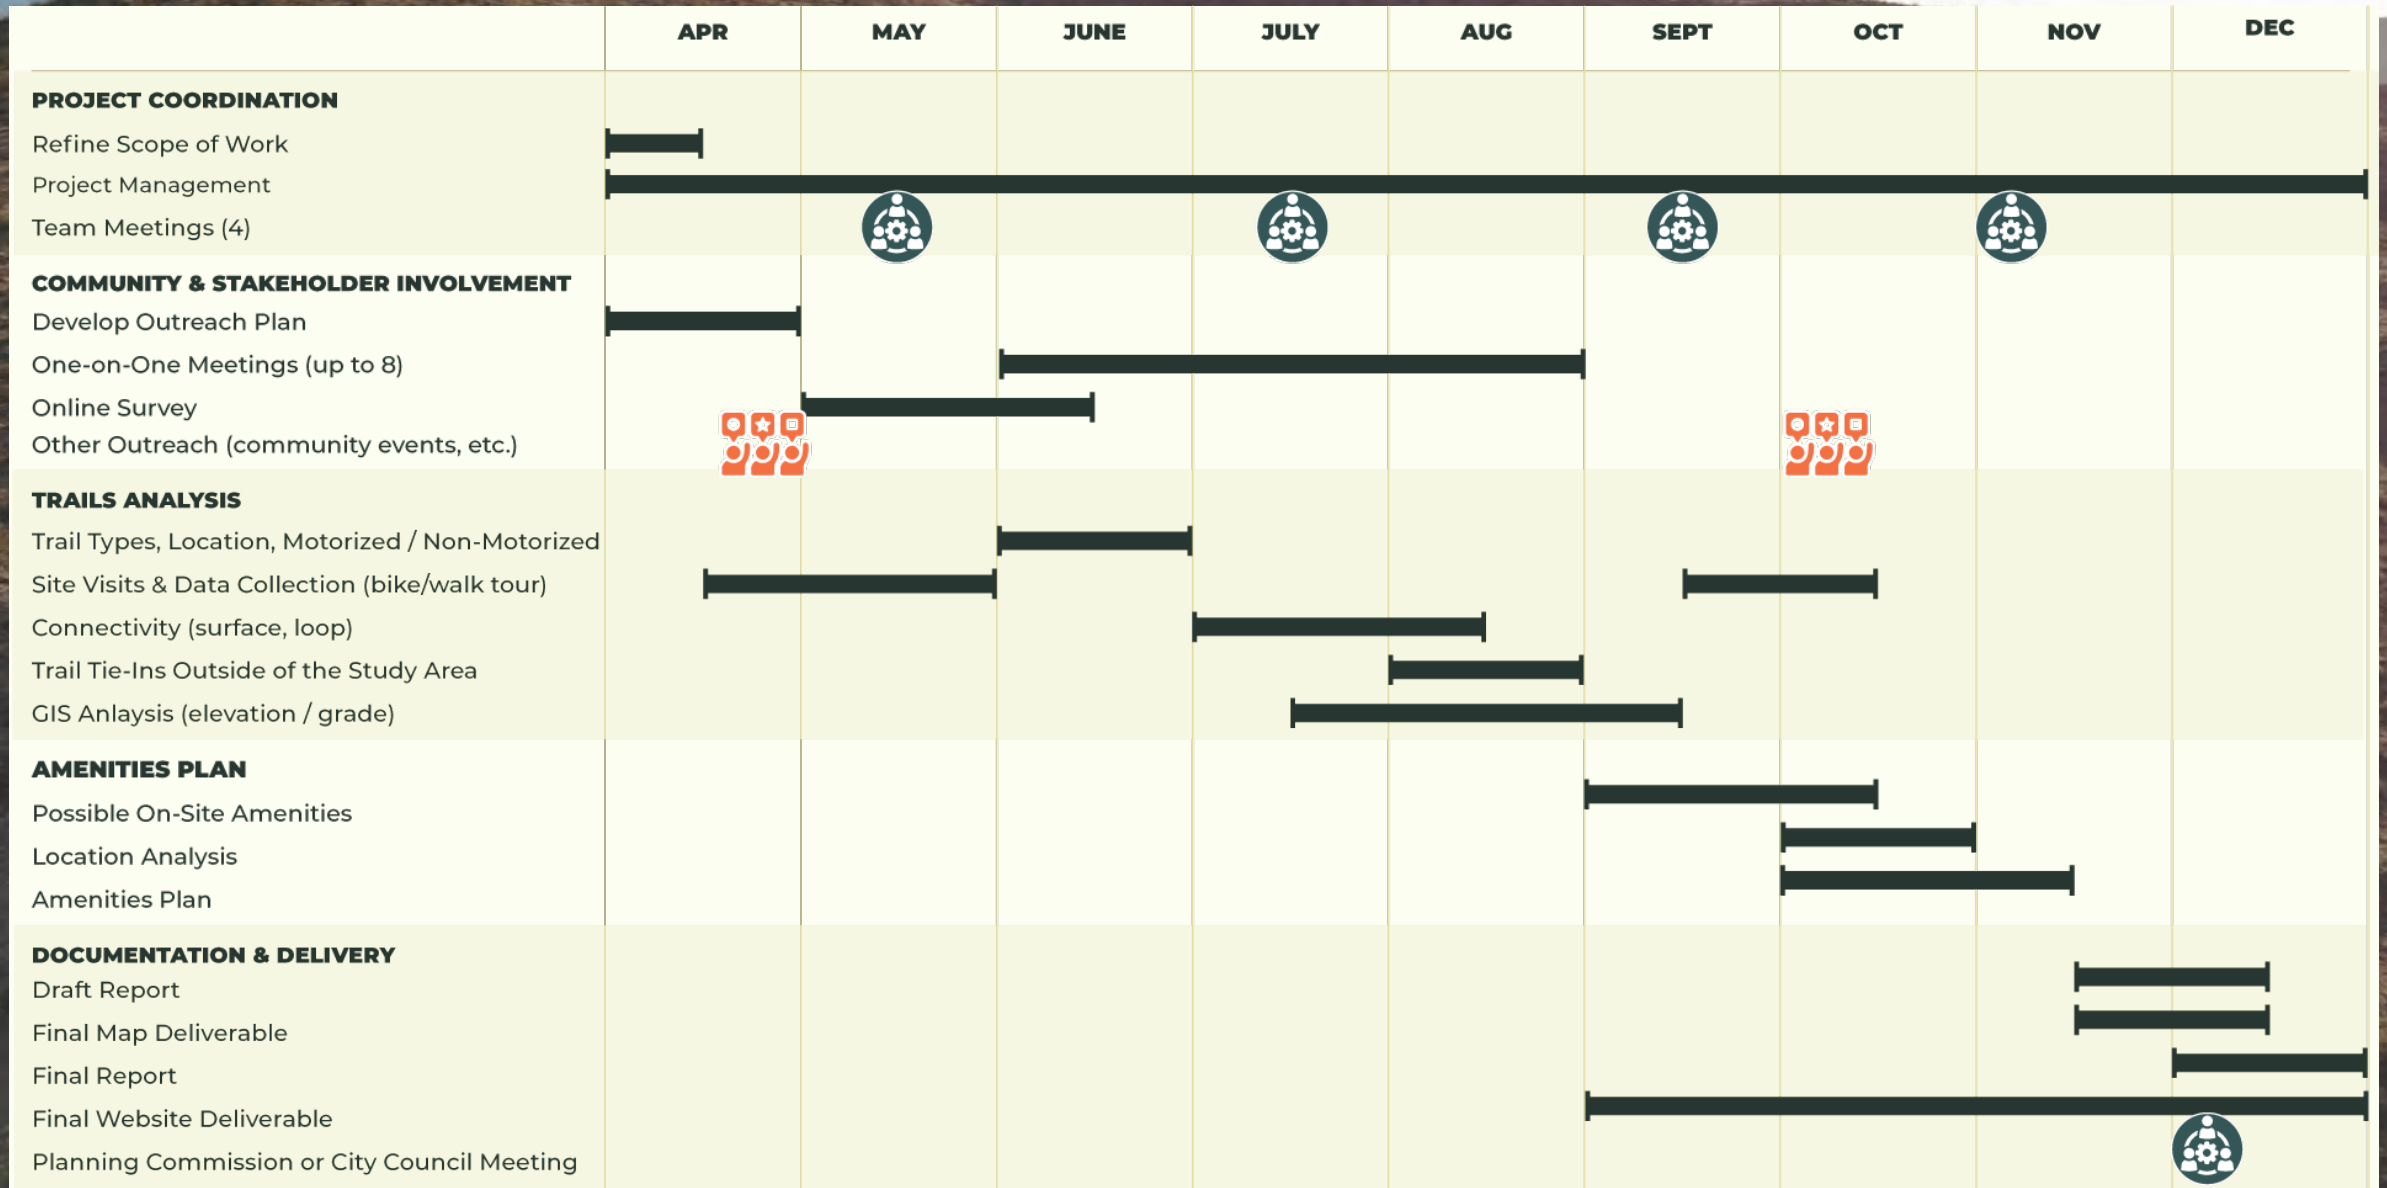 APR MAY JUNE JULY AUG SEPT OCT NOV DEC
PROJECT COORDINATION
Refine Scope of Work
Project Management
Team Meetings (4)
COMMUNITY & STAKEHOLDER INVOLVEMENT
Develop Outreach Plan
One-on-One Meetings (up to 8)
Online Survey
Other Outreach (community events, etc.)
TRAILS ANALYSIS
Trail Types, Location, Motorized / Non-Motorized
Site Visits & Data Collection (bike/walk tour)
Connectivity (surface, loop)
Trail Tie-Ins Outside of the Study Area
GIS Anlaysis (elevation / grade)
AMENITIES PLAN
Possible On-Site Amenities
Location Analysis
Amenities Plan
DOCUMENTATION & DELIVERY
Draft Report
Final Map Deliverable
Final Report
Final Website Deliverable
Planning Commission or City Council Meeting